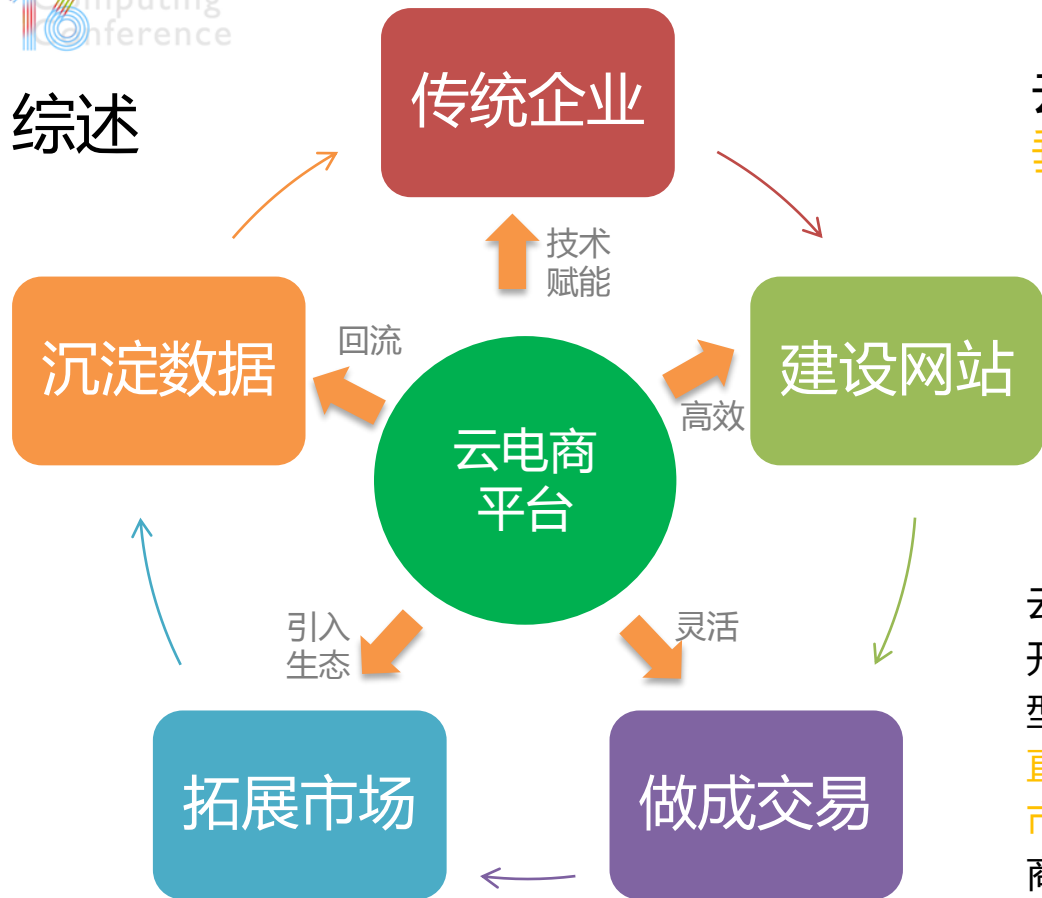 Conference
综述
传统企业
技术
赋能
沉淀数据
回流
建设网站
高效
云电商
平台
引入
生态
灵活
拓展市场
做成交易
商